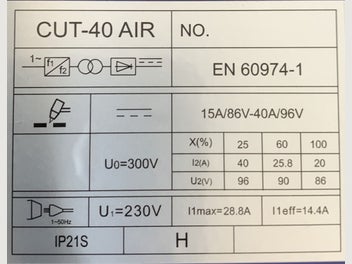 CUT-40 AIR NO.
1~ f1 f2 EN 60974-1
15A/86V-40A/96V
X(%) 25 60 100
U0=300V I2(A) 40 25.8 20
U2(V) 96 90 86
1~50Hz U1=230V I1max=28.8A I1eff=14.4A
IP21S H